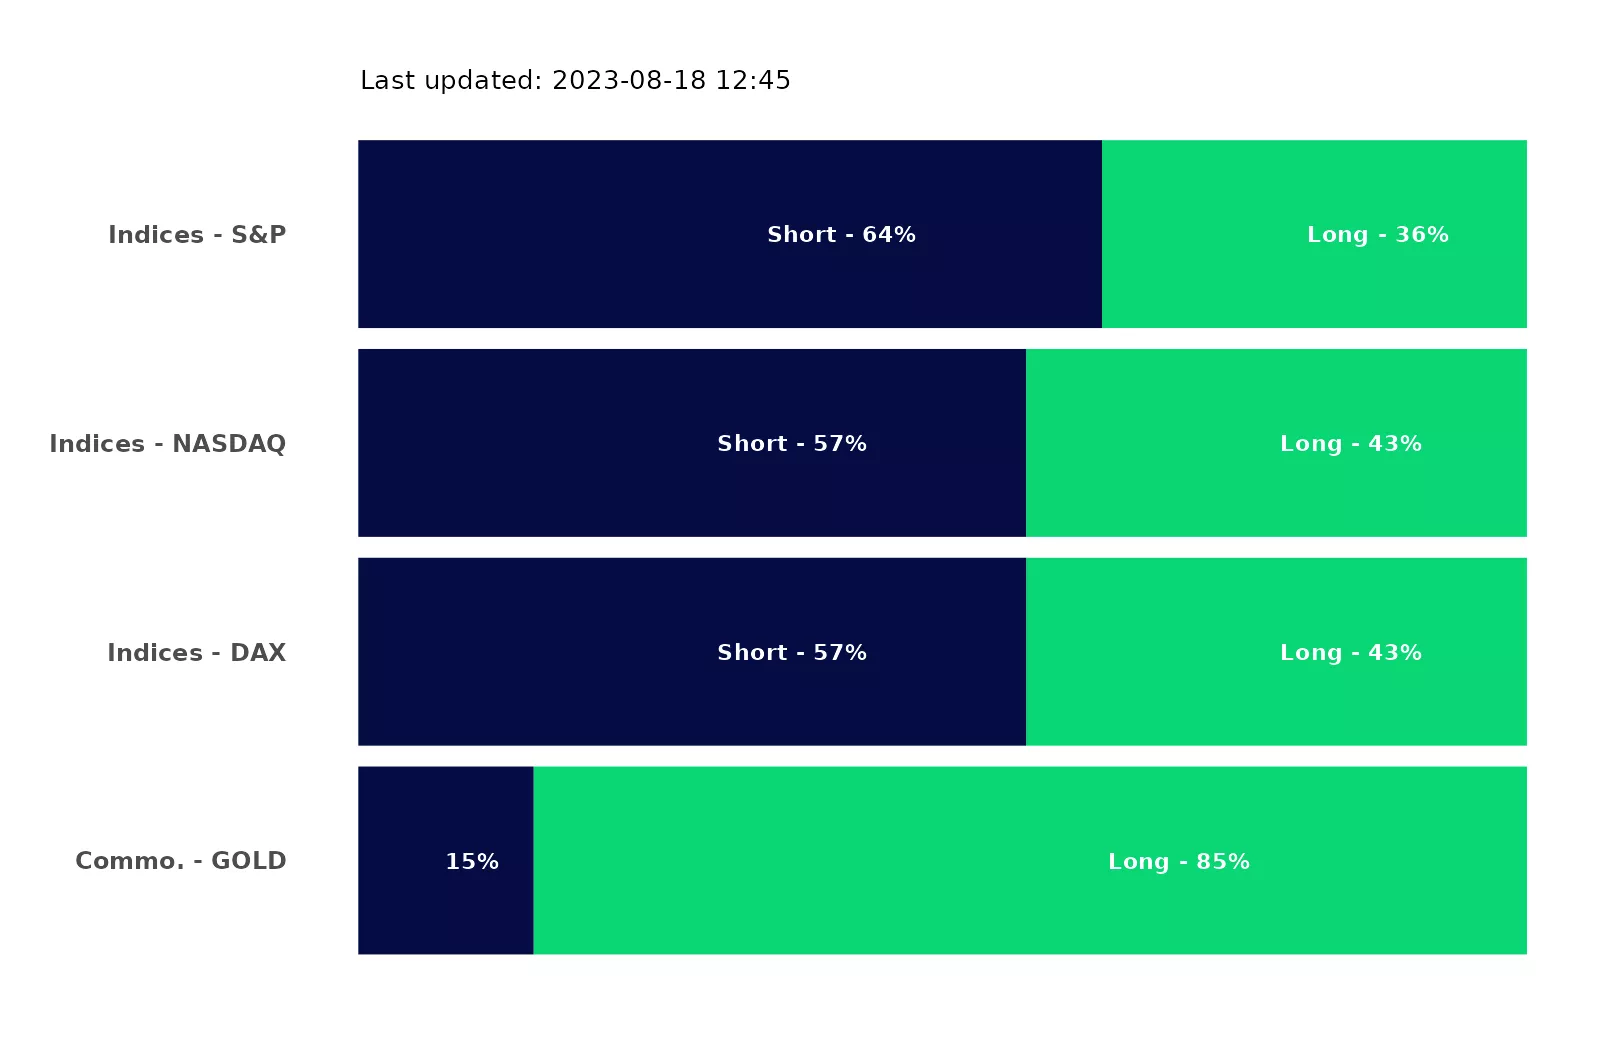 Last updated: 2023-08-18 12:45
Indices - S&P
Short - 64%
Long - 36%
Indices - NASDAQ
Short - 57%
Long - 43%
Indices - DAX
Short - 57%
Long - 43%
Commo. - GOLD
15%
Long - 85%